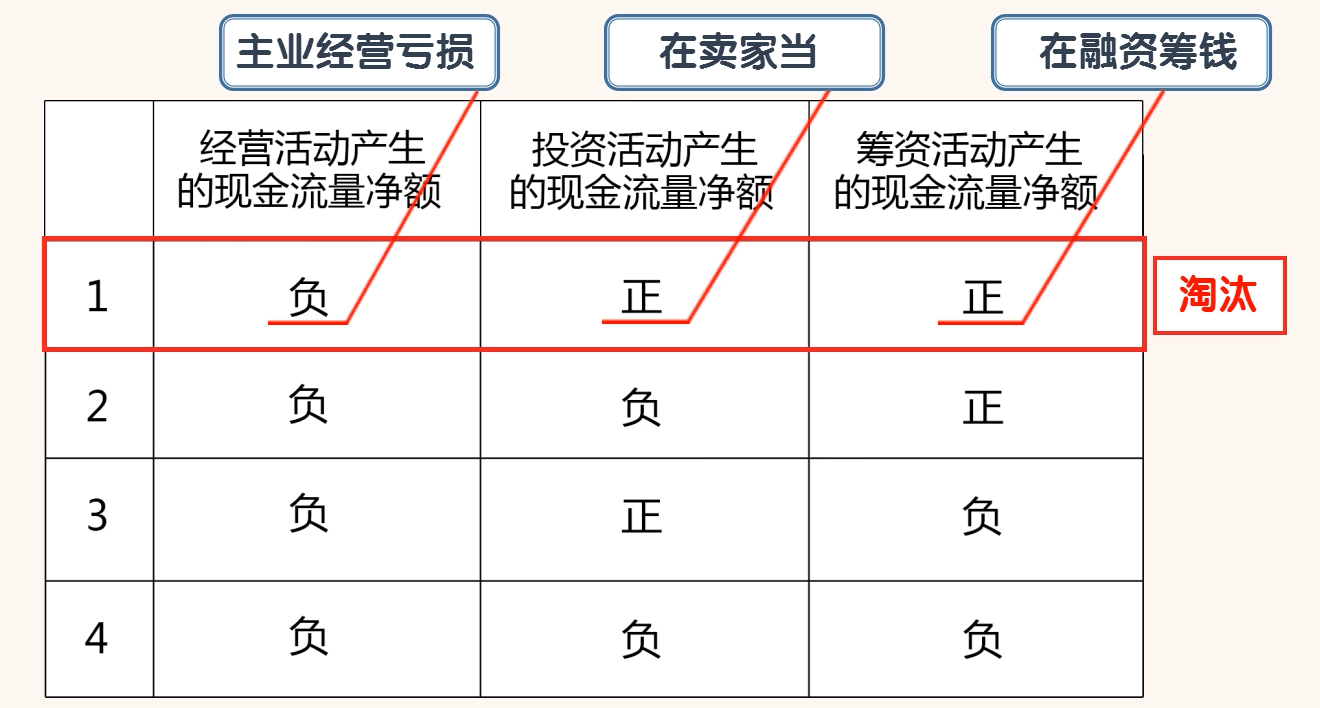 主业经营亏损
在卖家当
在融资筹钱
经营活动产生
的现金流量净额
投资活动产生
的现金流量净额
筹资活动产生
的现金流量净额
1 负 正 正
淘汰
2 负 负 正
3 负 正 负
4 负 负 负